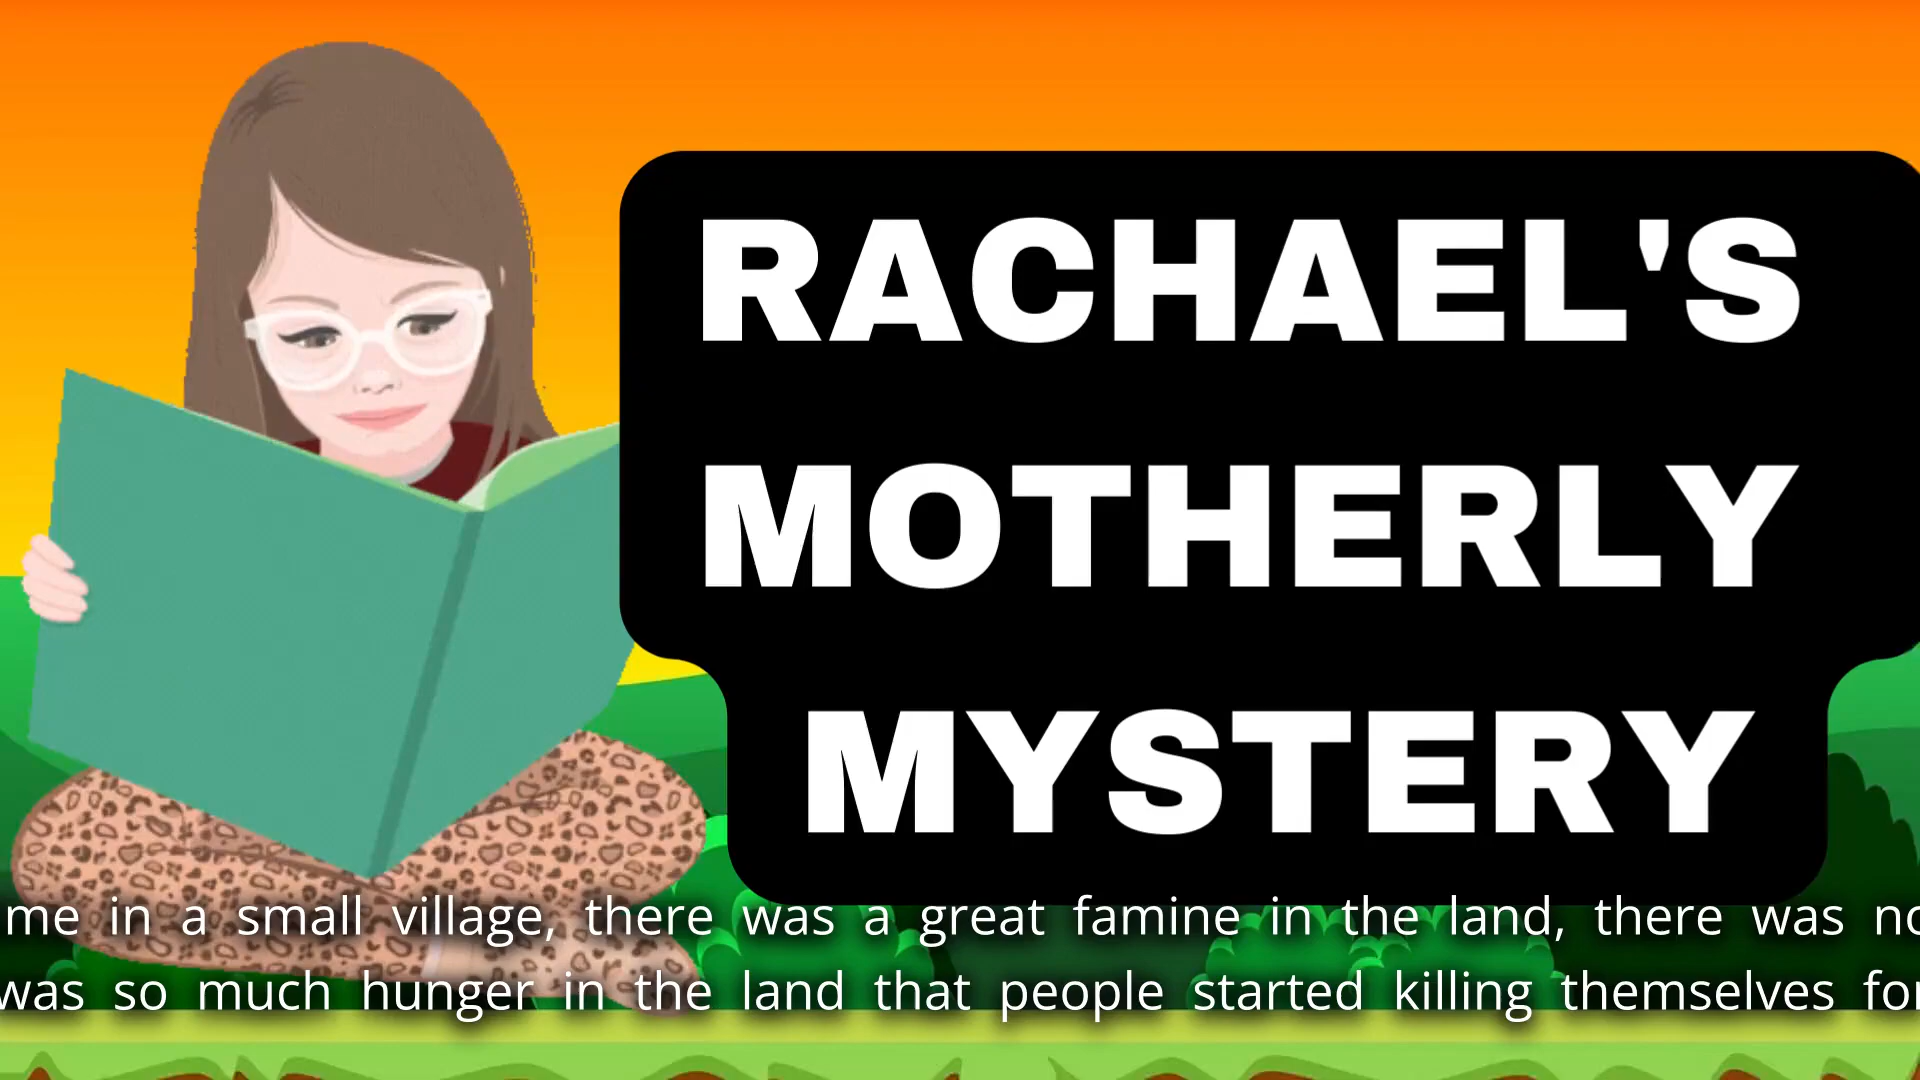 RACHAEL'S
MOTHERLY
MYSTERY
me in a small village, there was a great famine in the land, there was no
was so much hunger in the land that people started killing themselves for